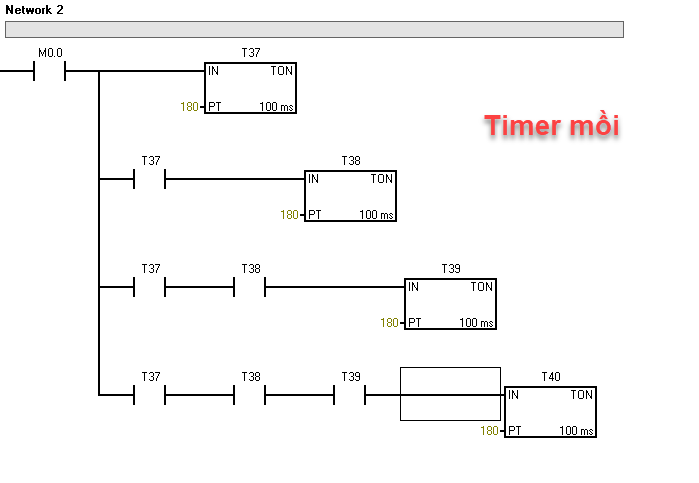 Network 2
M0.0 T37
IN TON
180 PT 100 ms
Timer mồi
T37 T38
IN TON
180 PT 100 ms
T37 T38 T39
IN TON
180 PT 100 ms
T37 T38 T39 T40
IN TON
180 PT 100 ms